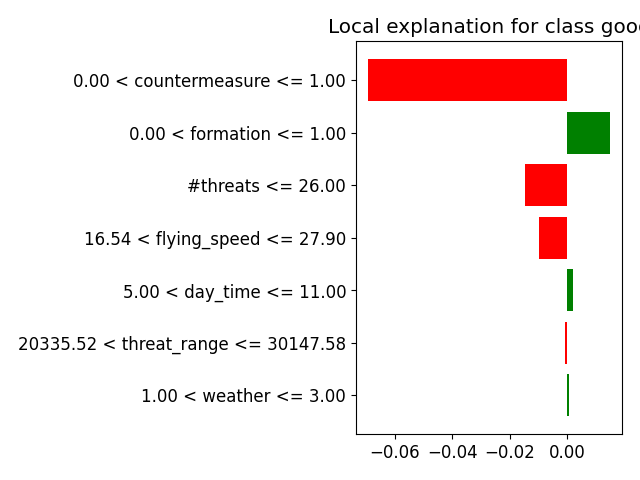 Local explanation for class goo
0.00 < countermeasure <= 1.00
0.00 < formation <= 1.00
#threats <= 26.00
16.54 < flying_speed <= 27.90
5.00 < day_time <= 11.00
20335.52 < threat_range <= 30147.58
1.00 < weather <= 3.00
−0.06 −0.04 −0.02 0.00